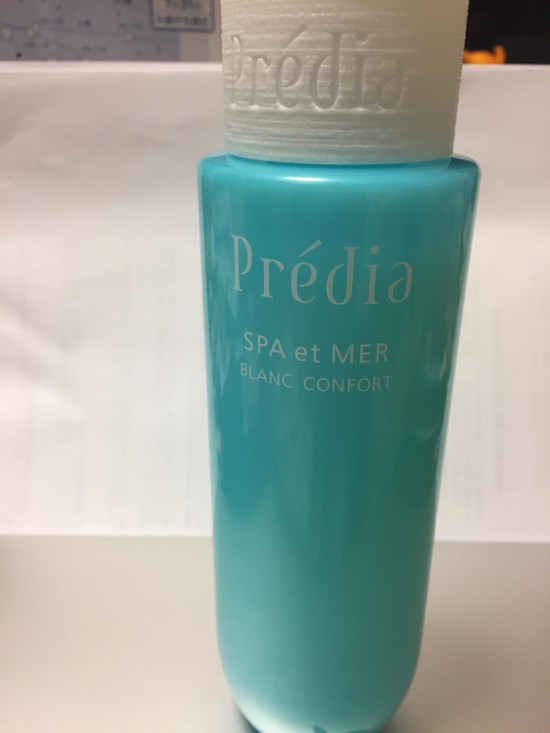 Prédia
Prédia
SPA et MER
BLANC CONFORT